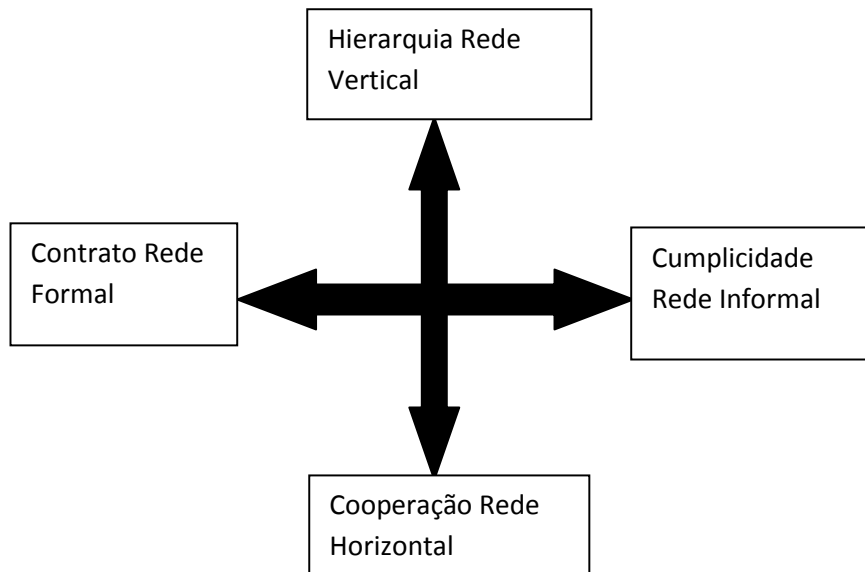 Hierarquia Rede
Vertical
Contrato Rede
Formal
Cumplicidade
Rede Informal
Cooperação Rede
Horizontal